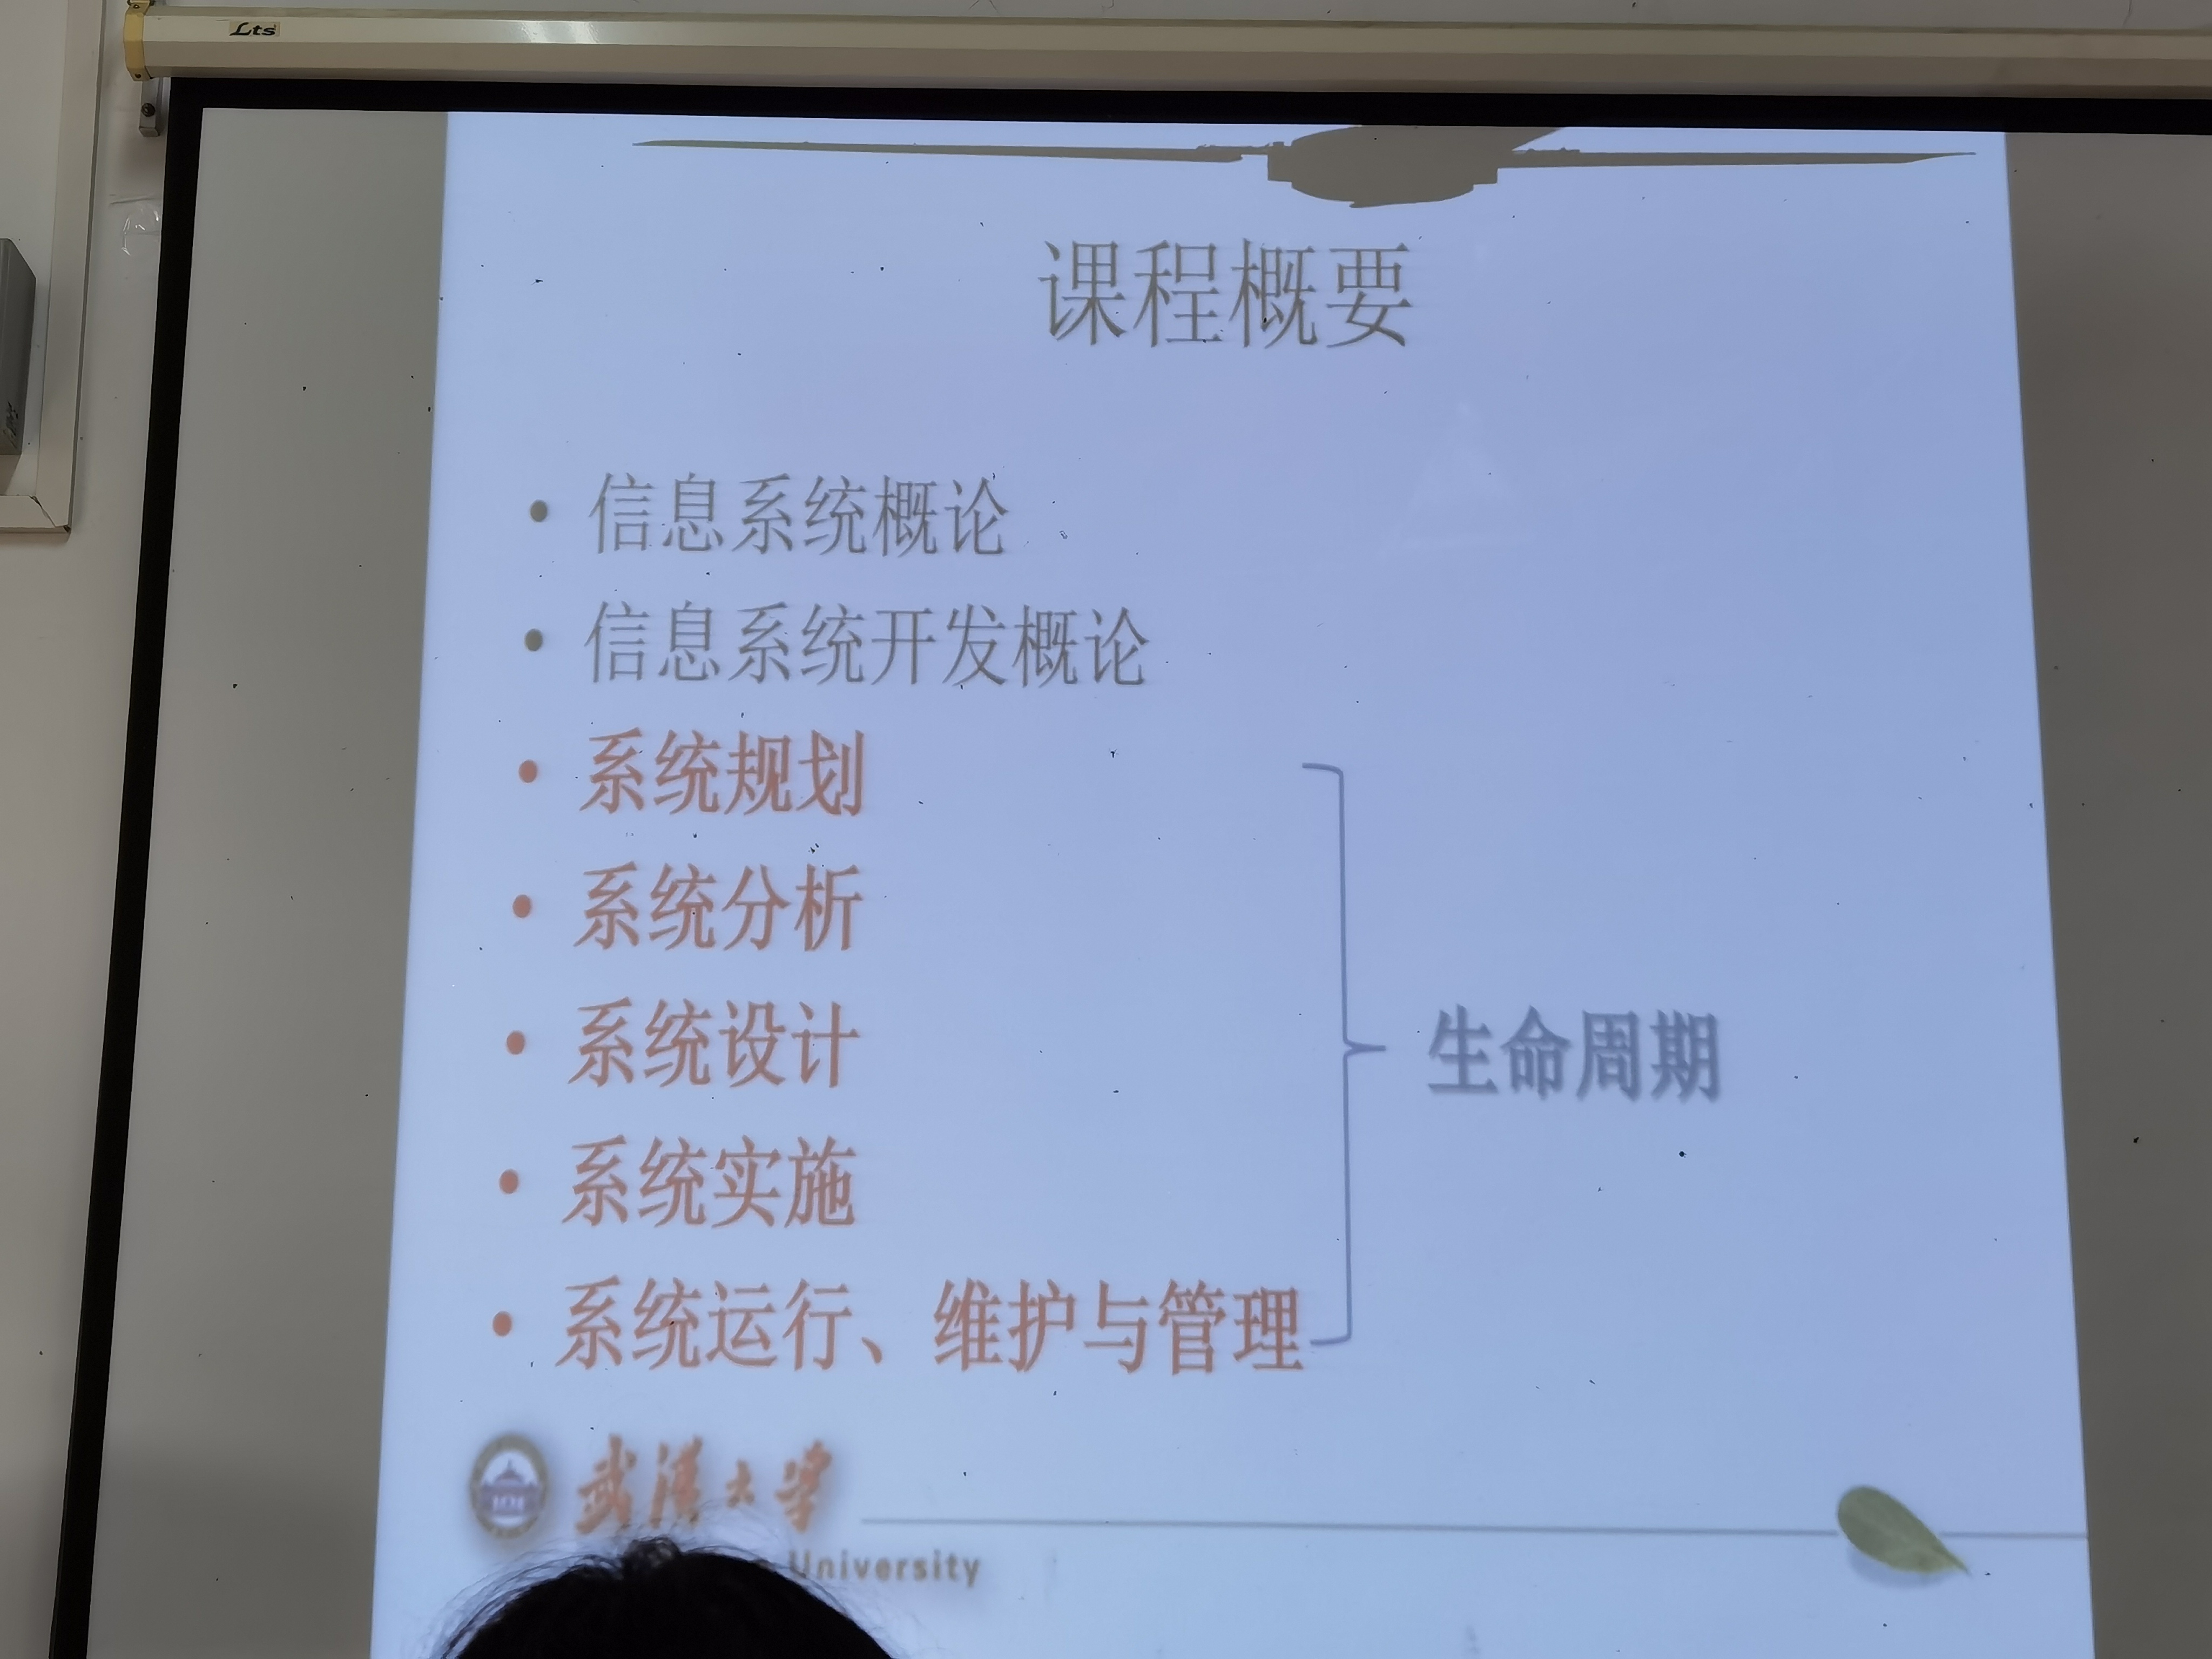 Lts
课程概要
• 信息系统概论
• 信息系统开发概论
• 系统规划
• 系统分析
• 系统设计
• 系统实施
• 系统运行、维护与管理
生命周期
武漢大学
University